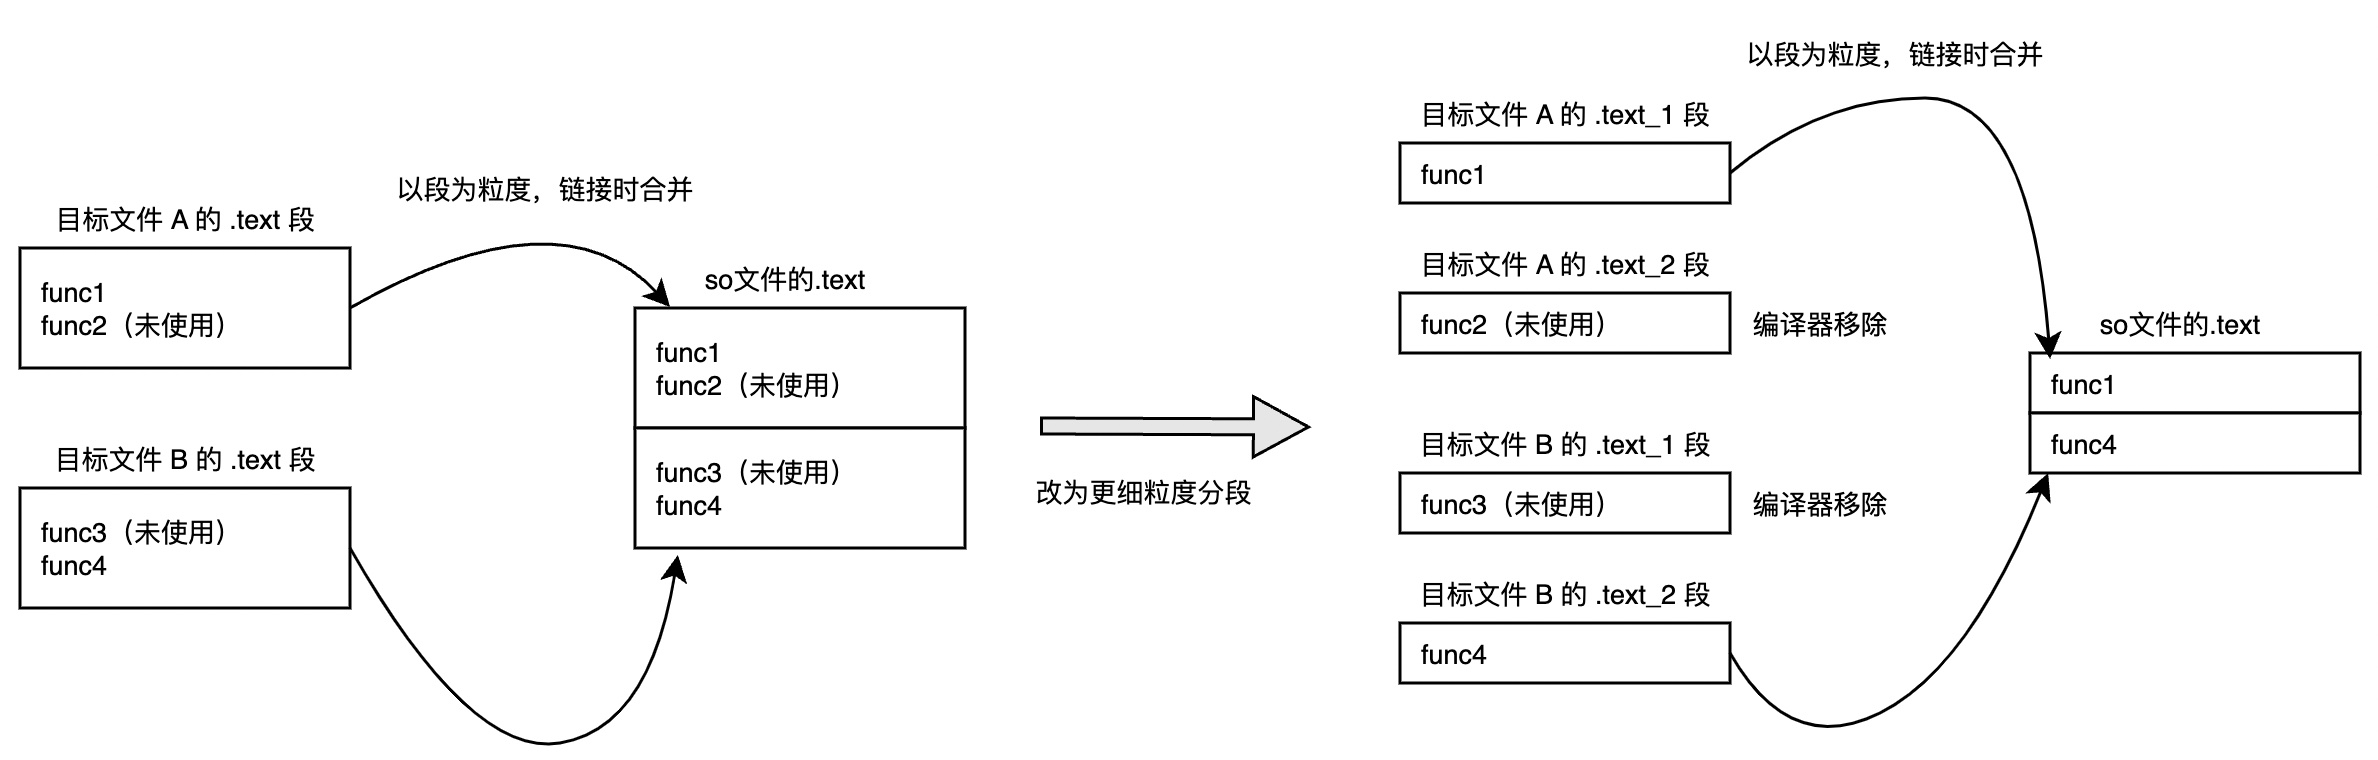 以段为粒度，链接时合并
目标文件 A 的 .text 段
func1
func2（未使用）
目标文件 B 的 .text 段
func3（未使用）
func4
so文件的.text
func1
func2（未使用）
func3（未使用）
func4
改为更细粒度分段
以段为粒度，链接时合并
目标文件 A 的 .text_1 段
func1
目标文件 A 的 .text_2 段
func2（未使用）
编译器移除
目标文件 B 的 .text_1 段
func3（未使用）
编译器移除
目标文件 B 的 .text_2 段
func4
so文件的.text
func1
func4